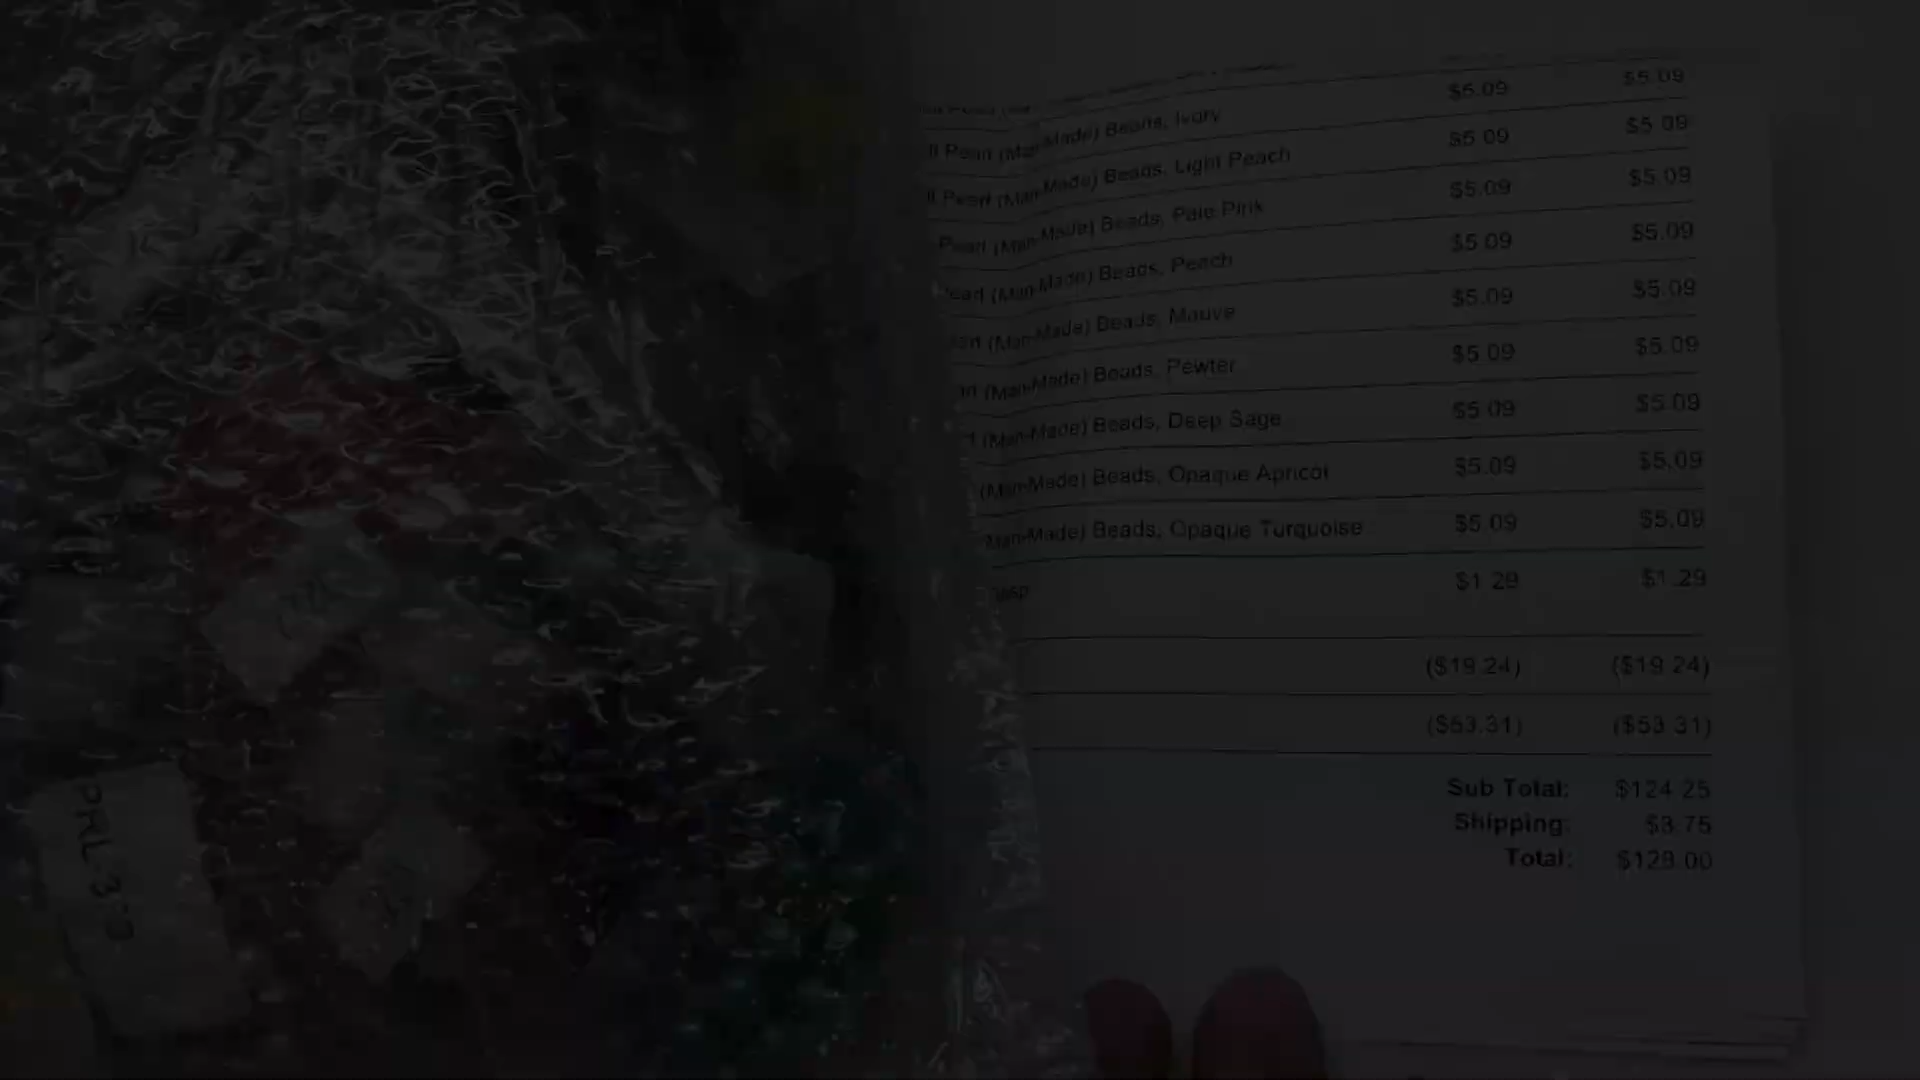 $5.09 $5.09
(Man-Made) Beads, Ivory $5.09 $5.09
Pearl (Man-Made) Beads, Light Peach $5.09 $5.09
Pearl (Man-Made) Beads, Pale Pink $5.09 $5.09
(Man-Made) Beads, Peach $5.09 $5.09
(Man-Made) Beads, Mauve $5.09 $5.09
(Man-Made) Beads, Pewter $5.09 $5.09
(Man-Made) Beads, Deep Sage $5.09 $5.09
(Man-Made) Beads, Opaque Apricot $5.09 $5.09
Man-Made) Beads, Opaque Turquoise $1.29 $1.29
($19.24) ($19.24)
($53.31) ($53.31)
Sub Total: $124.25
Shipping: $3.75
Total: $128.00
PRL-33